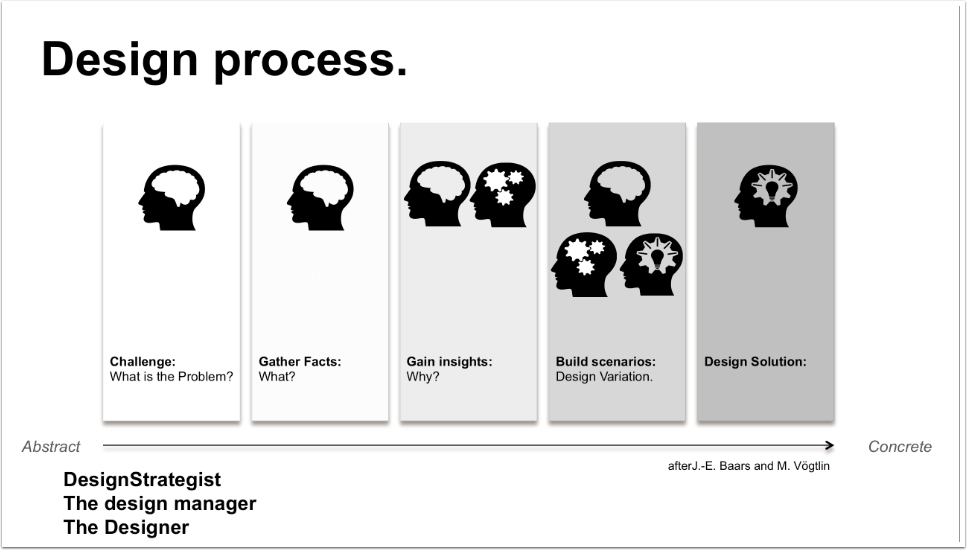 Design process.
Challenge:
What is the Problem?
Gather Facts:
What?
Gain insights:
Why?
Build scenarios:
Design Variation.
Design Solution:
Abstract
Concrete
afterJ.-E. Baars and M. Vögtlin
DesignStrategist
The design manager
The Designer